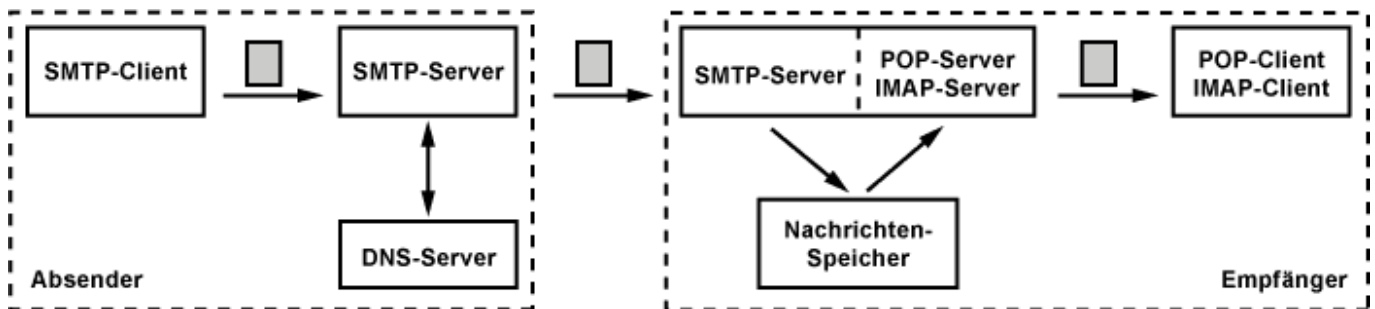 SMTP-Client
SMTP-Server
DNS-Server
Absender
SMTP-Server
POP-Server
IMAP-Server
Nachrichten-
Speicher
POP-Client
IMAP-Client
Empfänger